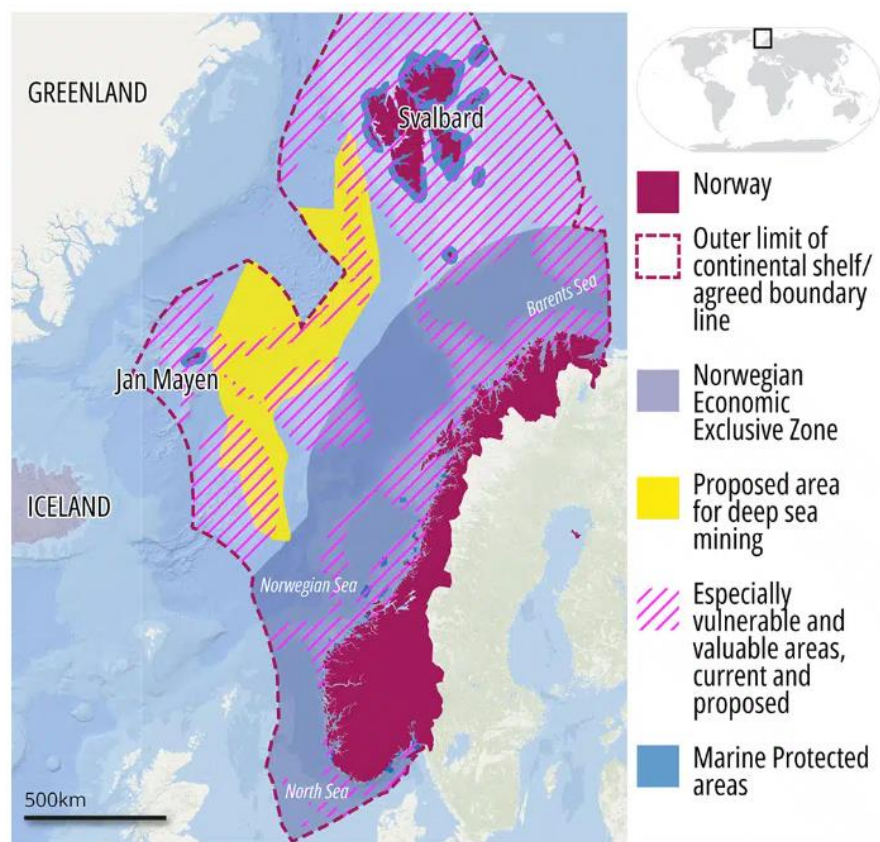 GREENLAND
Svalbard
Barents Sea
Jan Mayen
ICELAND
Norwegian Sea
North Sea
500km
Norway
Outer limit of
continental shelf/
agreed boundary
line
Norwegian
Economic
Exclusive Zone
Proposed area
for deep sea
mining
Especially
vulnerable and
valuable areas,
current and
proposed
Marine Protected
areas